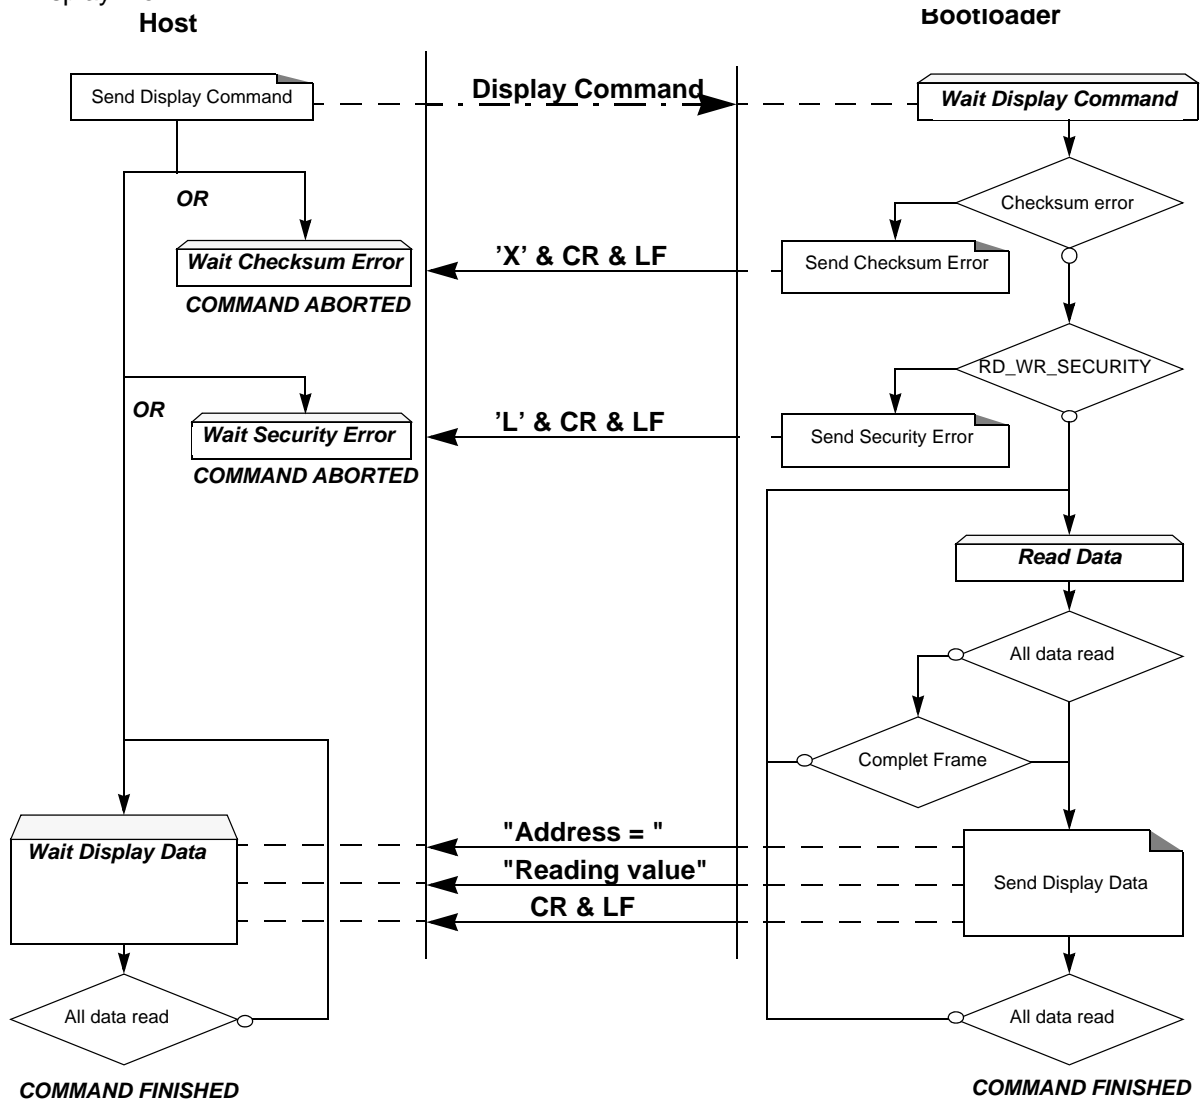 Host
Bootloader
Send Display Command
Display Command
Wait Display Command
OR
Checksum error
Wait Checksum Error
'X' & CR & LF
Send Checksum Error
COMMAND ABORTED
RD_WR_SECURITY
OR
Wait Security Error
'L' & CR & LF
Send Security Error
COMMAND ABORTED
Read Data
All data read
Complet Frame
Wait Display Data
"Address = "
"Reading value"
CR & LF
Send Display Data
All data read
All data read
COMMAND FINISHED
COMMAND FINISHED